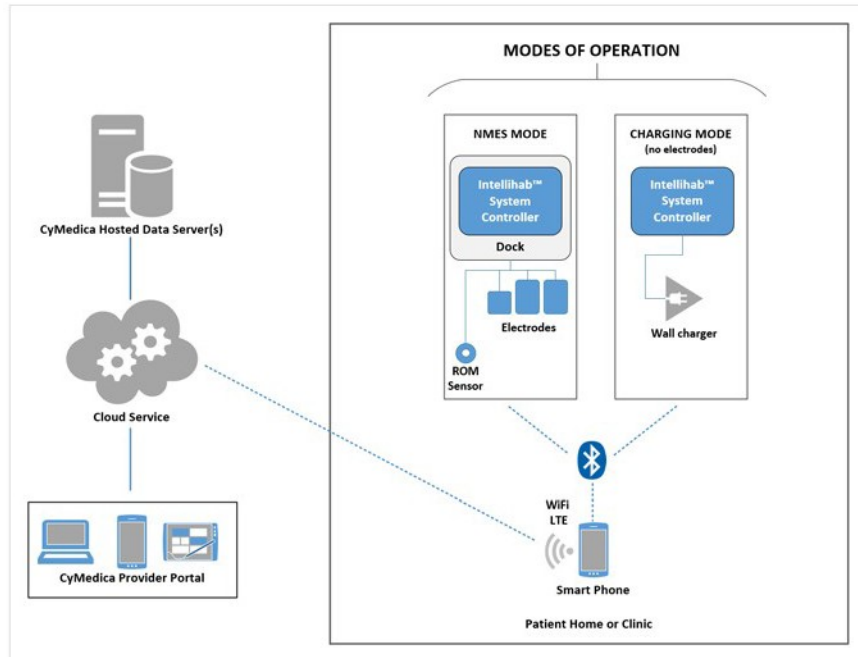 MODES OF OPERATION
NMES MODE
Intellihab™
System
Controller
Dock
Electrodes
ROM
Sensor
CHARGING MODE
(no electrodes)
Intellihab™
System
Controller
Wall charger
CyMedica Hosted Data Server(s)
Cloud Service
CyMedica Provider Portal
WiFi
LTE
Smart Phone
Patient Home or Clinic